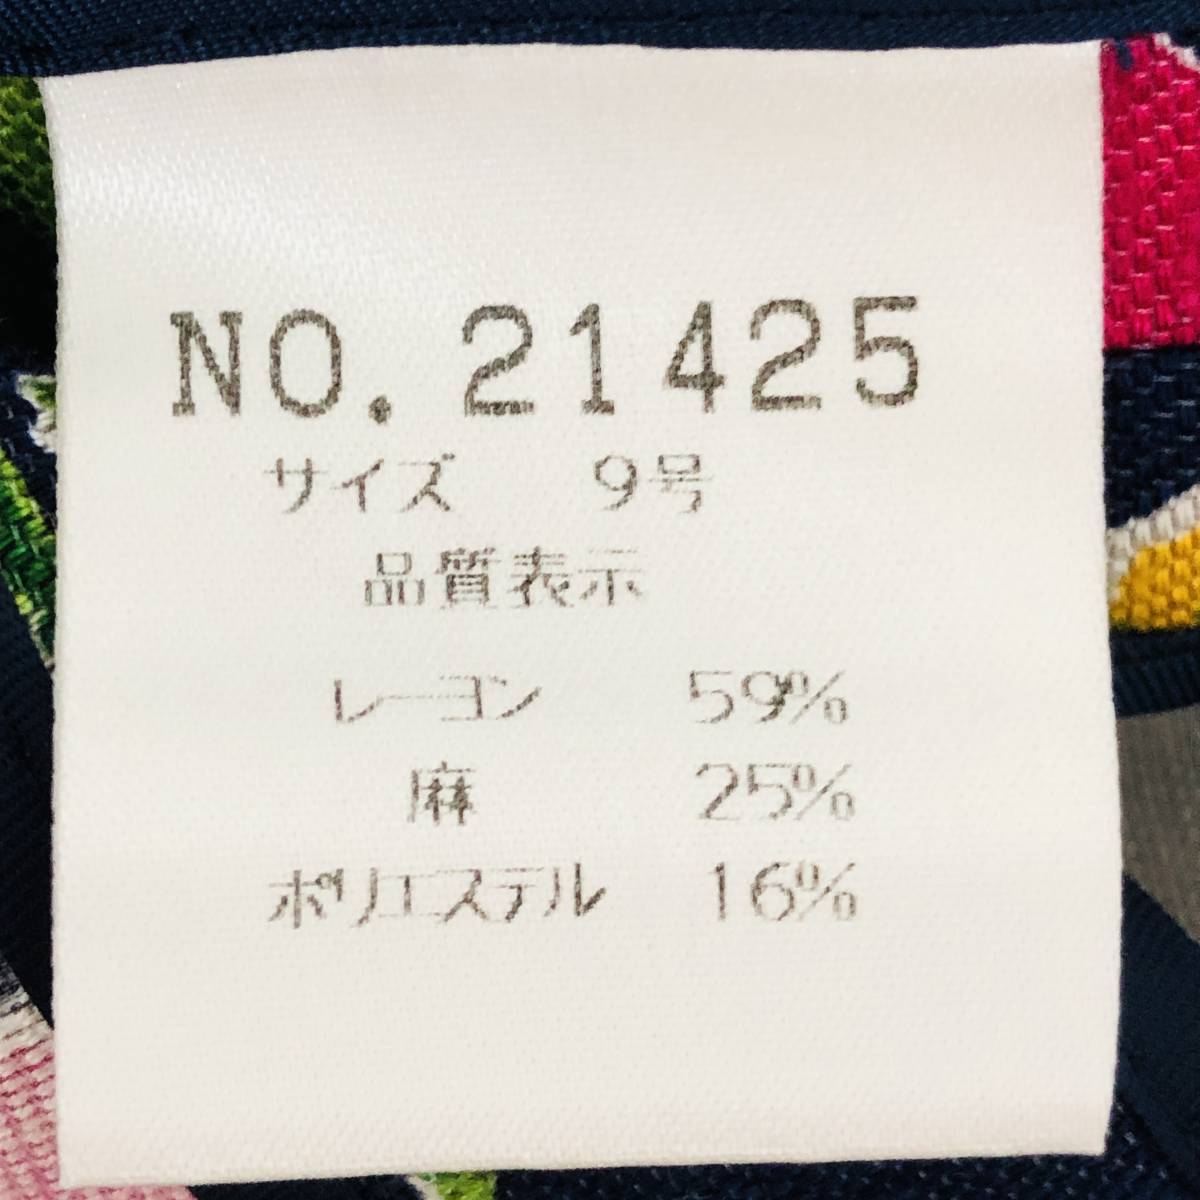 NO. 21425
サイズ 9号
品質表示
レーヨン 59%
麻 25%
ポリエステル 16%